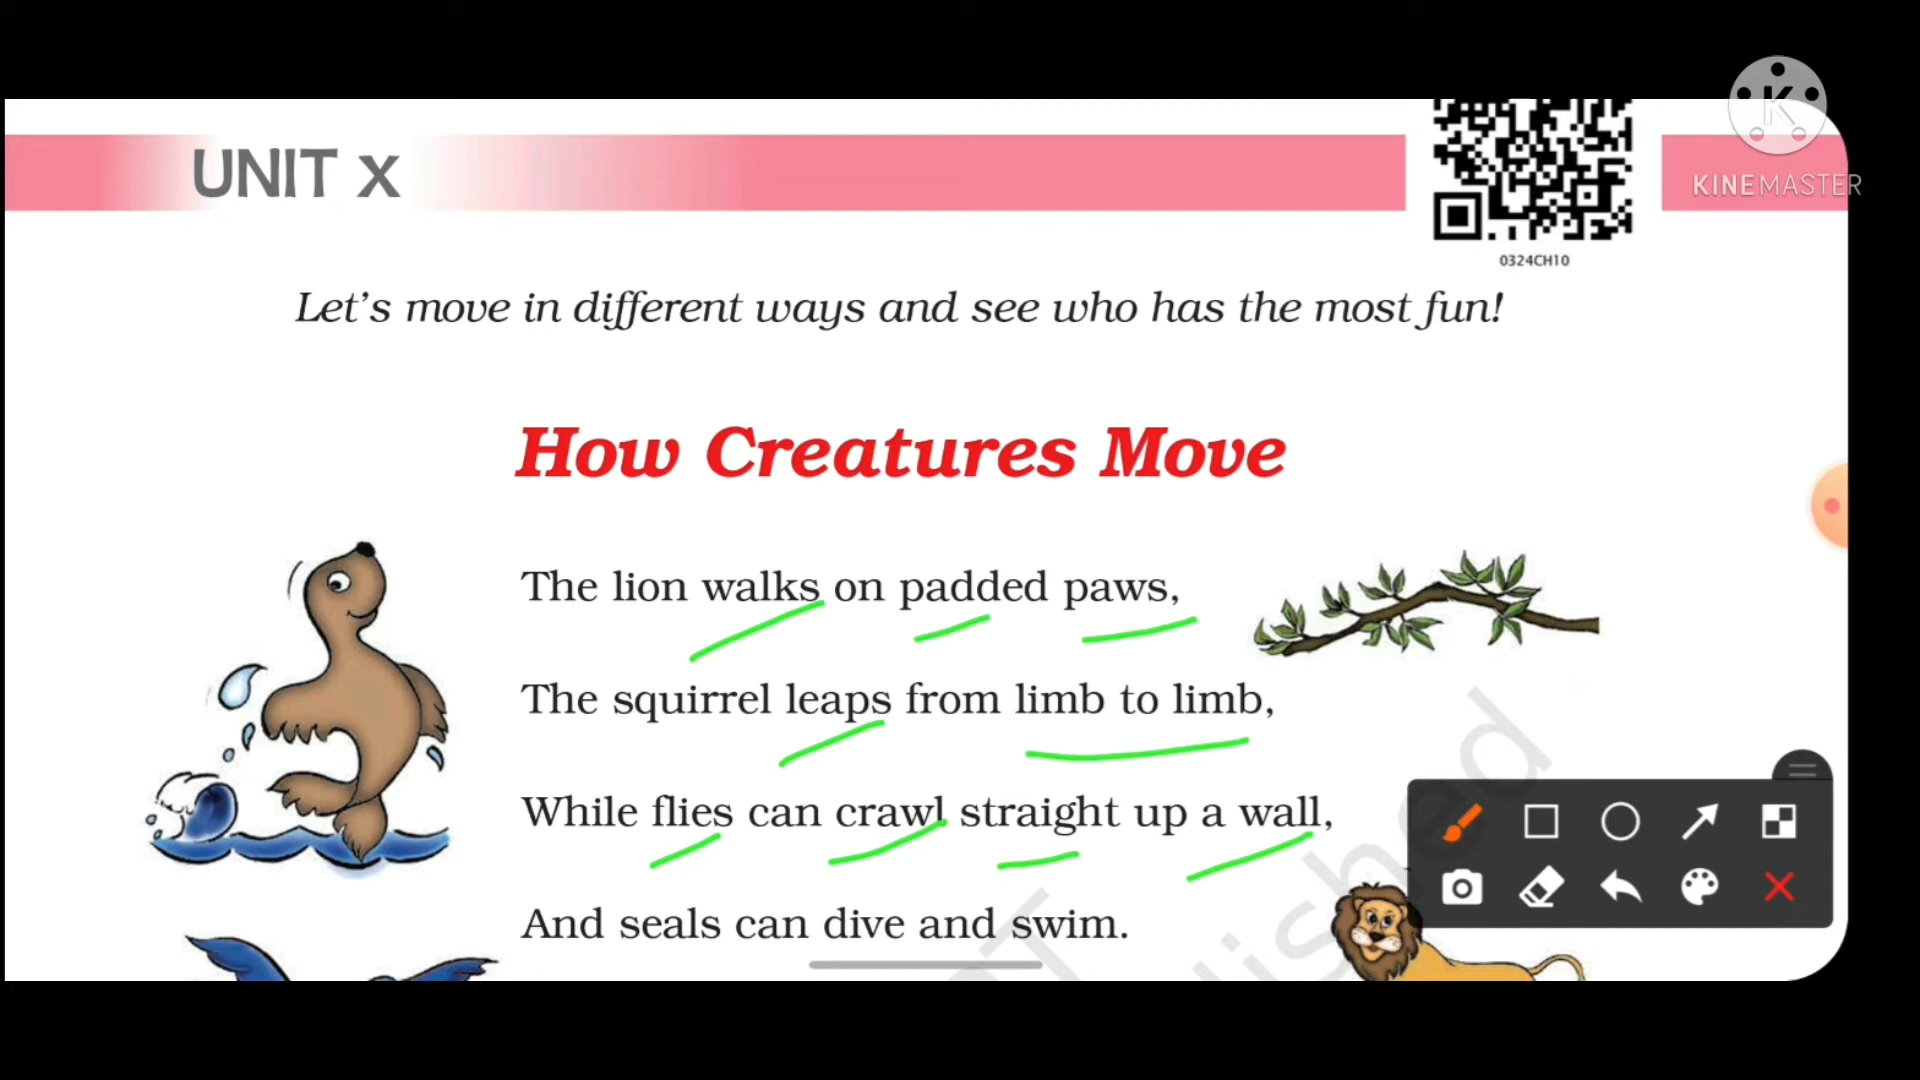 UNIT x
KINEMASTER
0324CH10
Let's move in different ways and see who has the most fun!
How Creatures Move
The lion walks on padded paws,
The squirrel leaps from limb to limb,
While flies can crawl straight up a wall,
And seals can dive and swim.